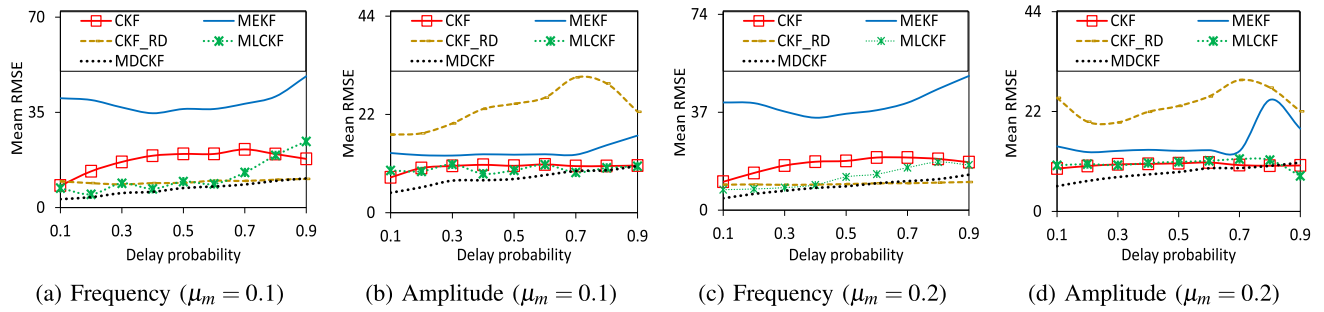 70
CKF
MEKF
CKF_RD
MLCKF
MDCKF
35
0
0.1
0.3
0.5
0.7
0.9
Meam RMSE
Delay probability
(a) Frequency (μm = 0.1)
44
CKF
MEKF
CKF_RD
MLCKF
MDCKF
22
0
0.1
0.3
0.5
0.7
0.9
Mean RMSE
Delay probability
(b) Amplitude (μm = 0.1)
74
CKF
MEKF
CKF_RD
MLCKF
MDCKF
37
0
0.1
0.3
0.5
0.7
0.9
Mean RMSE
Delay probability
(c) Frequency (μm = 0.2)
44
CKF
MEKF
CKF_RD
MLCKF
MDCKF
22
0
0.1
0.3
0.5
0.7
0.9
Mean RMSE
Delay probability
(d) Amplitude (μm = 0.2)